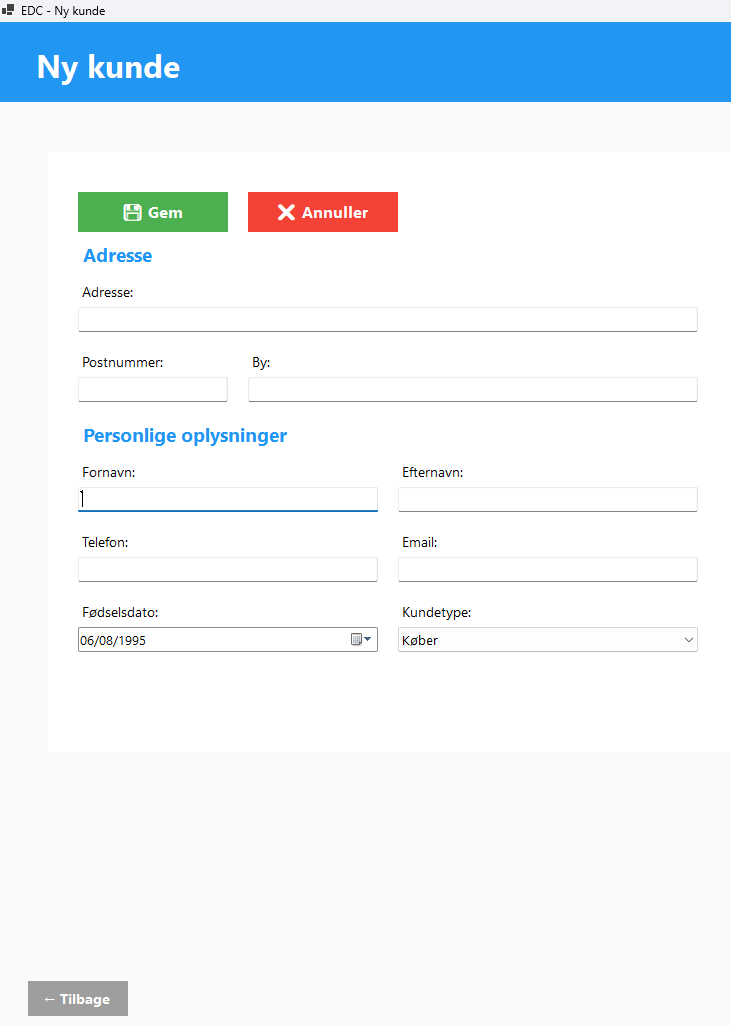 EDC - Ny kunde
Ny kunde
Gem
Annuller
Adresse
Adresse:
Postnummer:
By:
Personlige oplysninger
Fornavn:
Efternavn:
Telefon:
Email:
Fødselsdato:
Kundetype:
06/08/1995
Køber
← Tilbage